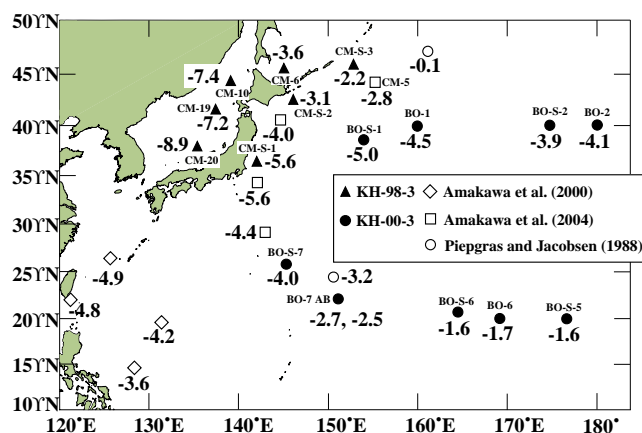 50°N
-3.6
CM-S-3
-7.4
-2.2
-0.1
45°N
CM-6
CM-5
CM-10
-3.1
-2.8
CM-19
CM-S-2
-7.2
-4.0
BO-S-1
BO-1
BO-S-2
BO-2
40°N
-8.9
CM-S-1
-5.0
-4.5
-3.9
-4.1
CM-20
-5.6
35°N
-5.6
▲ KH-98-3 ◇ Amakawa et al. (2000)
● KH-00-3 □ Amakawa et al. (2004)
○ Piepgras and Jacobsen (1988)
30°N
-4.4
BO-S-7
25°N
-4.9
-4.0
-3.2
BO-7 AB
BO-S-6
BO-6
BO-S-5
-4.8
-2.7, -2.5
-1.6
-1.7
-1.6
20°N
-4.2
15°N
-3.6
10°N
120°E 130°E 140°E 150°E 160°E 170°E 180°